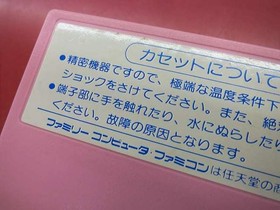 カセットについて
●精密機器ですので、極端な温度条件下
ショックをさけてください。また、絶
●端子部に手を触れたり、水にぬらしたり
ください。故障の原因となります。
ファミリーコンピュータ・ファミコンは任天堂の商